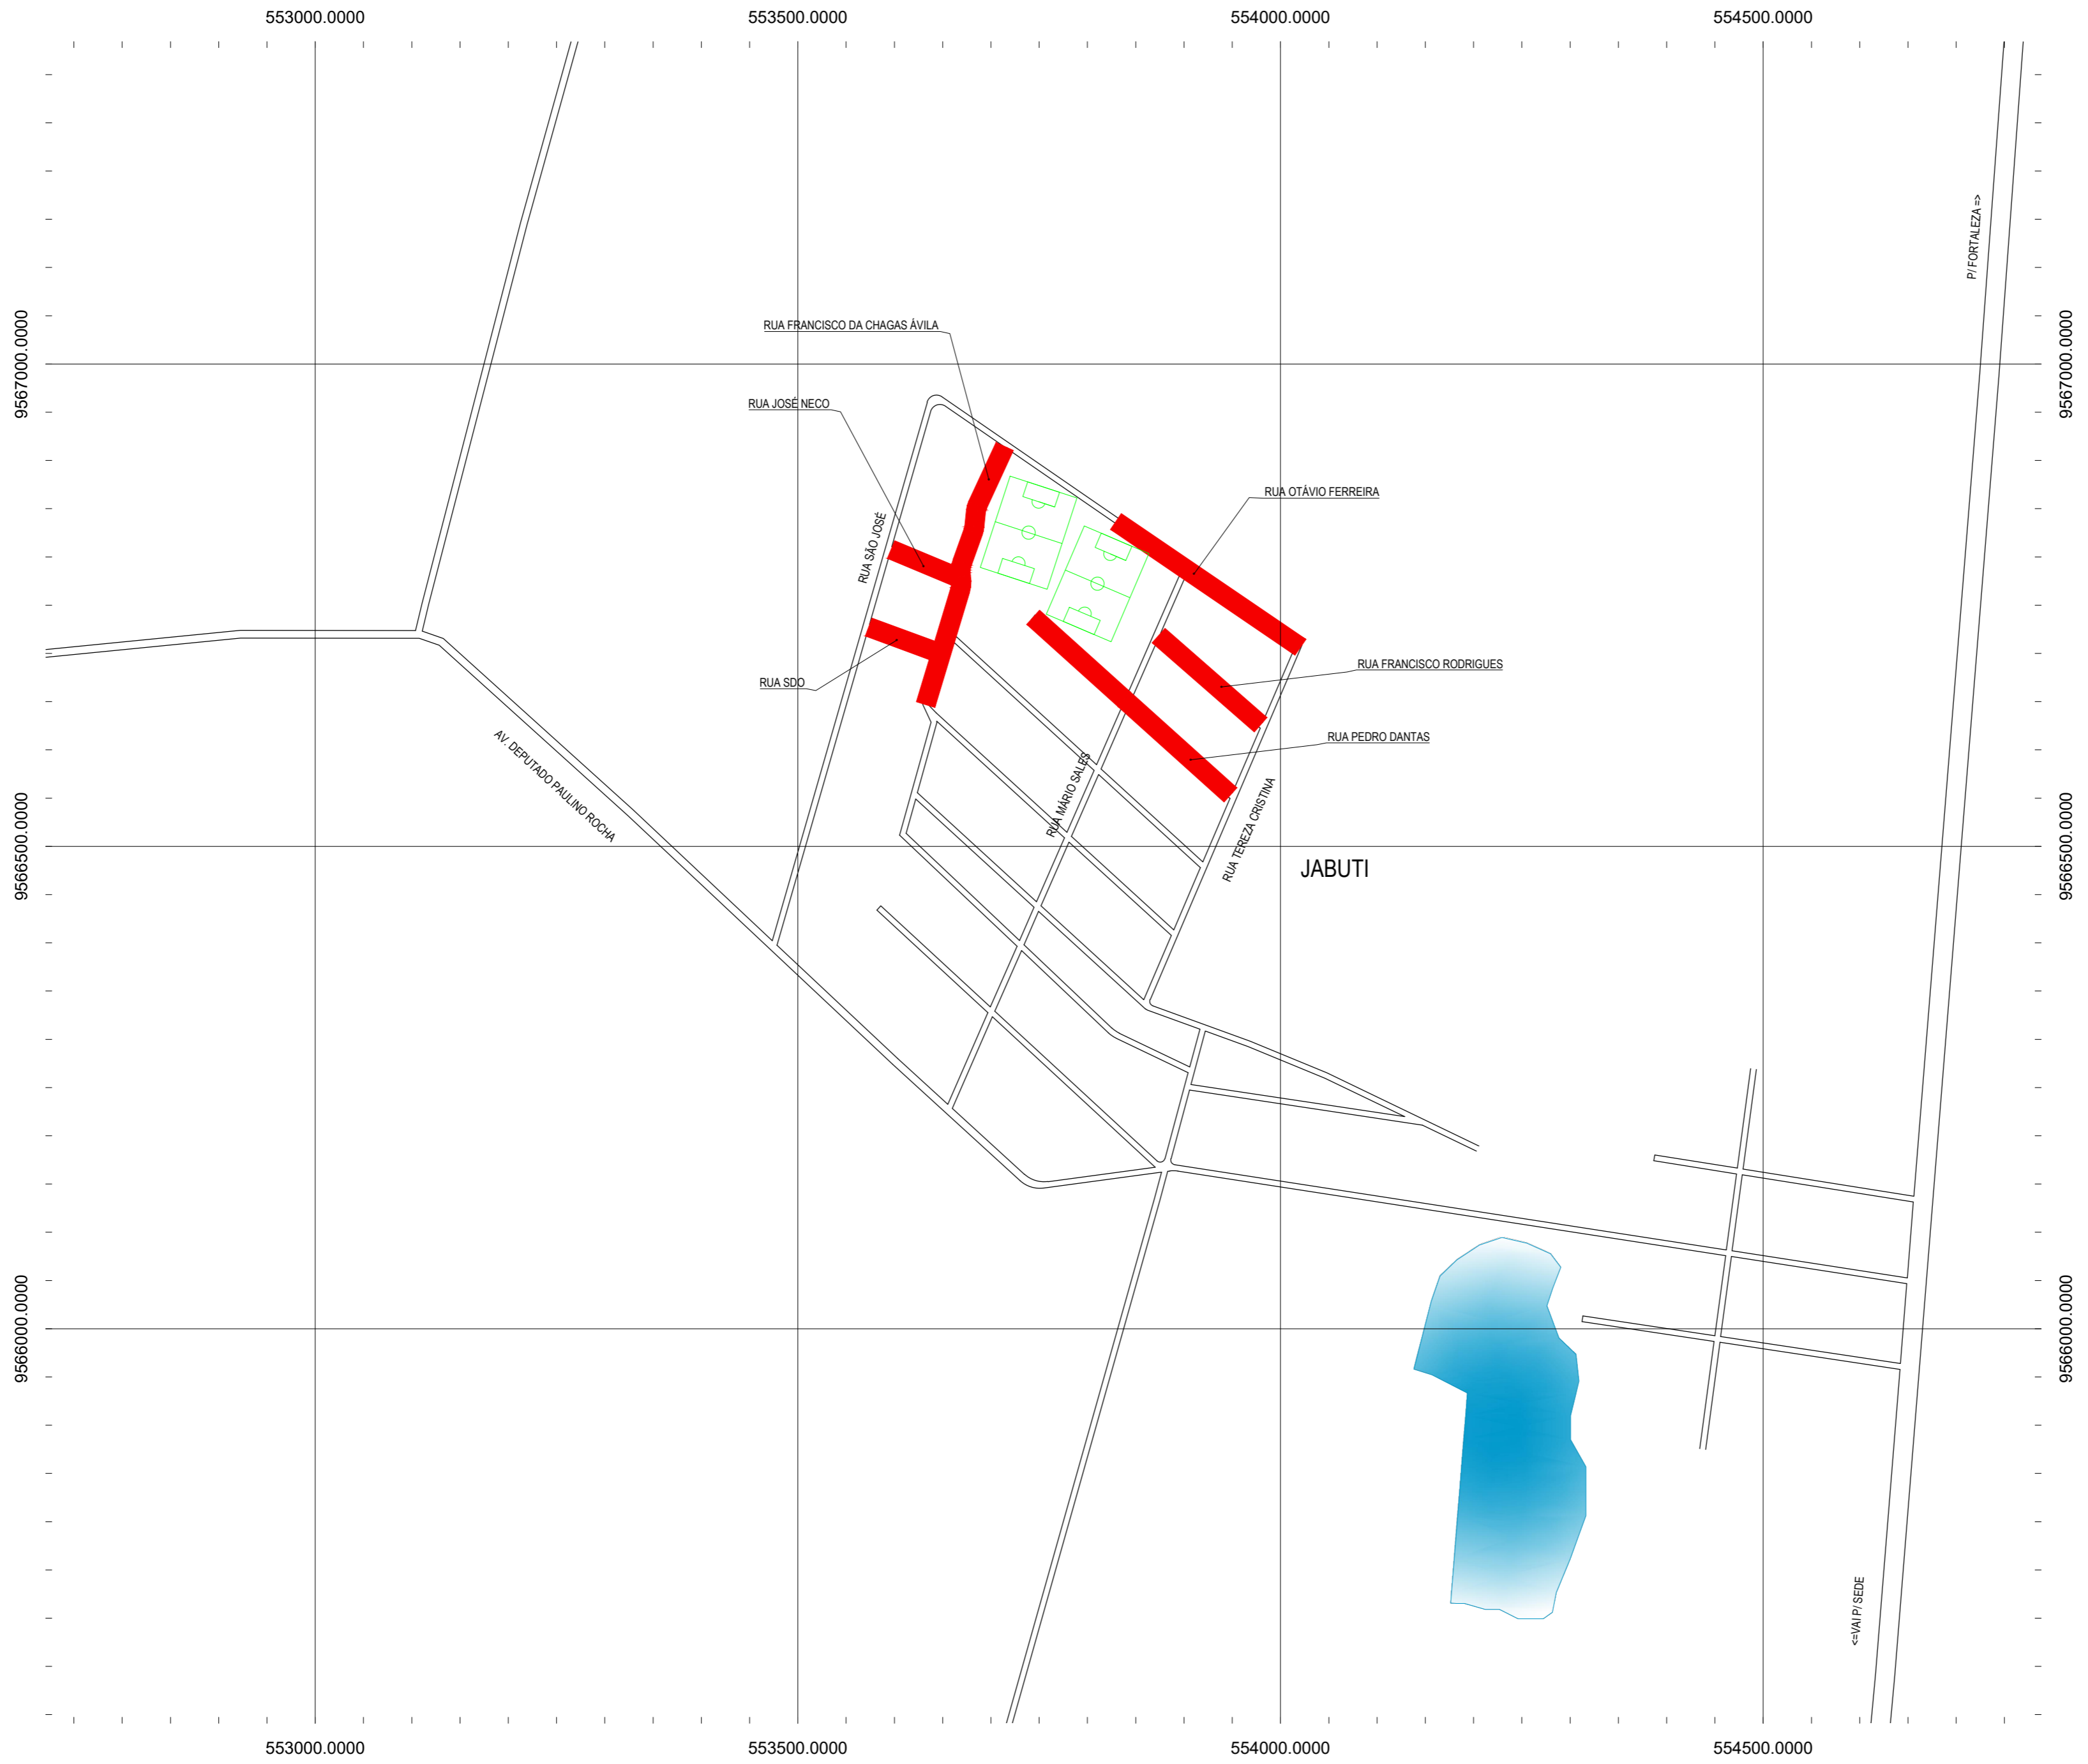 553000.0000
553500.0000
554000.0000
554500.0000
P/ FORTALEZA =>
9567000.0000
9567000.0000
RUA FRANCISCO DA CHAGAS ÁVILA
RUA JOSÉ NECO
RUA OTÁVIO FERREIRA
RUA SÃO JOSÉ
RUA FRANCISCO RODRIGUES
RUA SDO
RUA PEDRO DANTAS
AV. DEPUTADO PAULINO ROCHA
RUA MÁRIO SALES
RUA TEREZA CRISTINA
9566500.0000
9566500.0000
JABUTI
9566000.0000
9566000.0000
<=VAI P/ SEDE
553000.0000
553500.0000
554000.0000
554500.0000